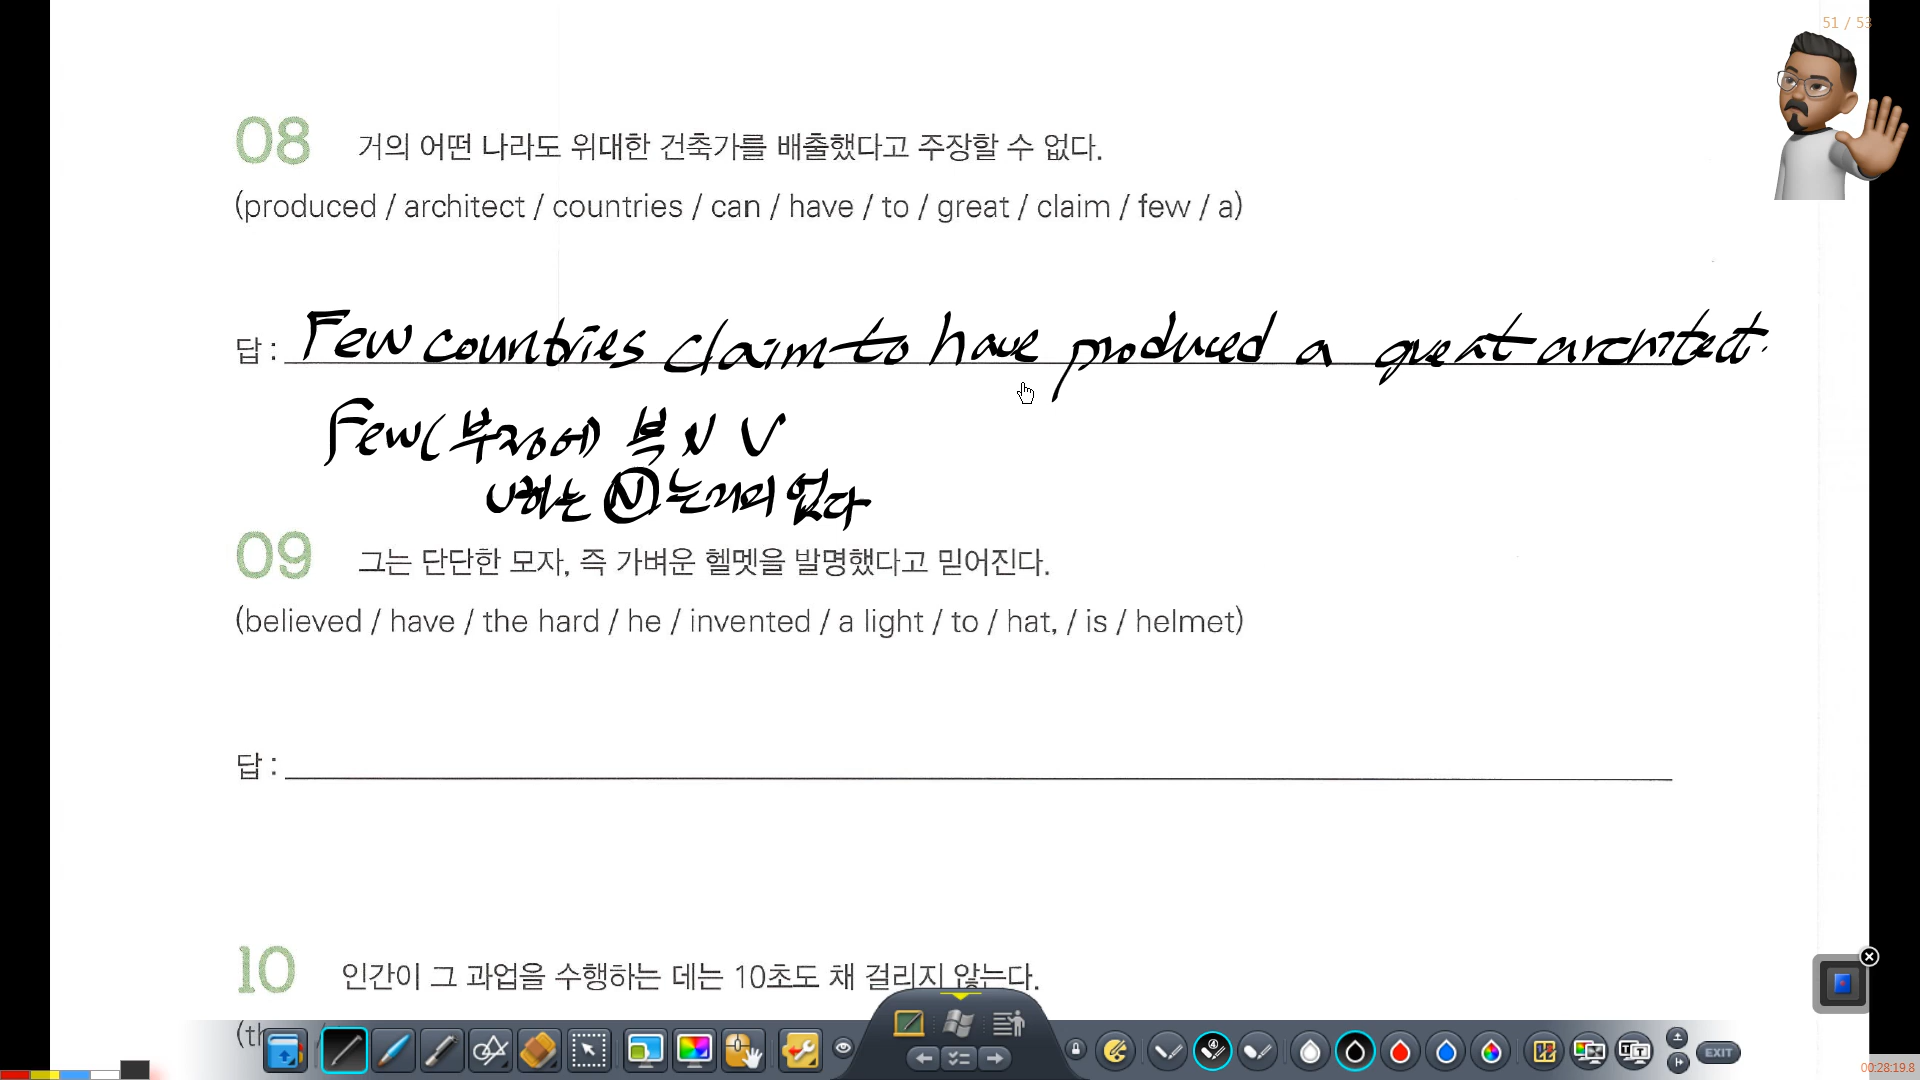 51 / 53
08 거의 어떤 나라도 위대한 건축가를 배출했다고 주장할 수 없다.
(produced / architect / countries / can / have / to / great / claim / few / a)
답 : Few countries claim to have produced a great architect.
Few(부정어) 복 N V
V하는 N는 거의 없다
09 그는 단단한 모자, 즉 가벼운 헬멧을 발명했다고 믿어진다.
(believed / have / the hard / he / invented / a light / to / hat, / is / helmet)
답 :
10 인간이 그 과업을 수행하는 데는 10초도 채 걸리지 않는다.
EXIT
00:28:19.8